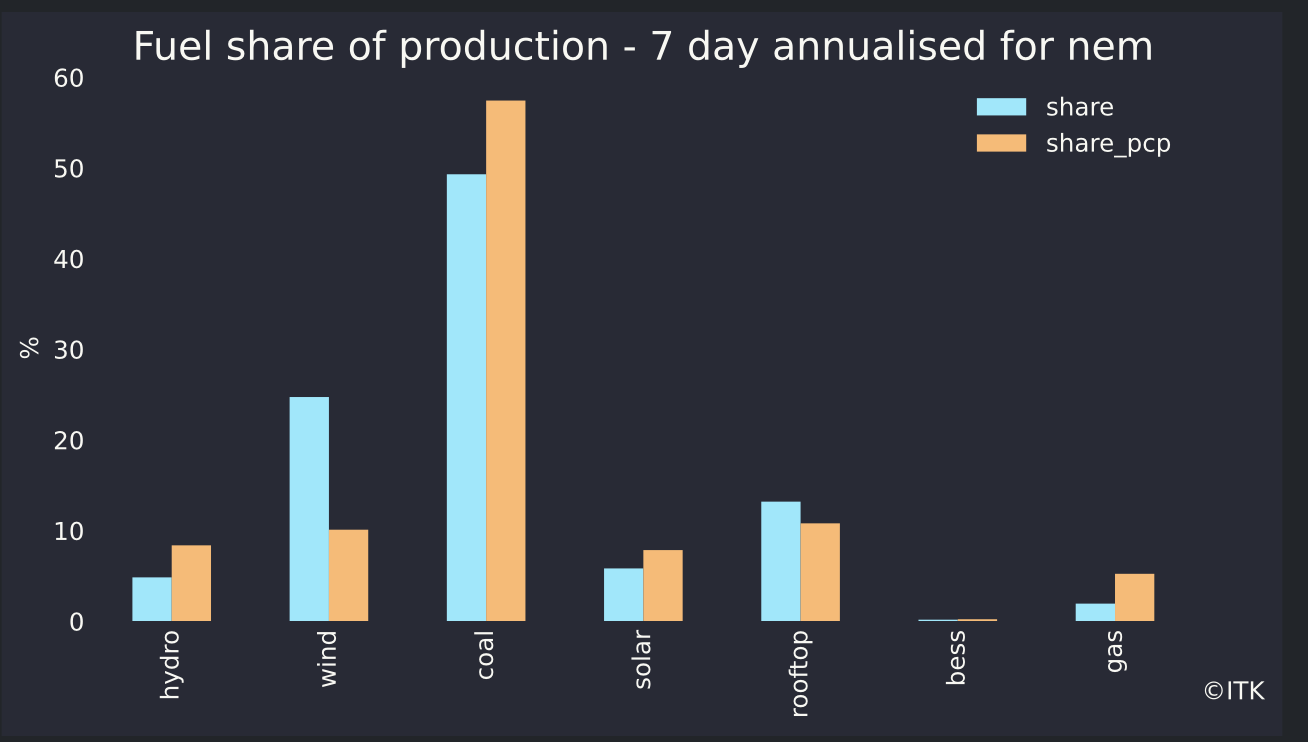 Fuel share of production - 7 day annualised for nem
share
share_pcp
60
50
40
30
20
10
0
%
hydro
wind
coal
solar
rooftop
bess
gas
©ITK